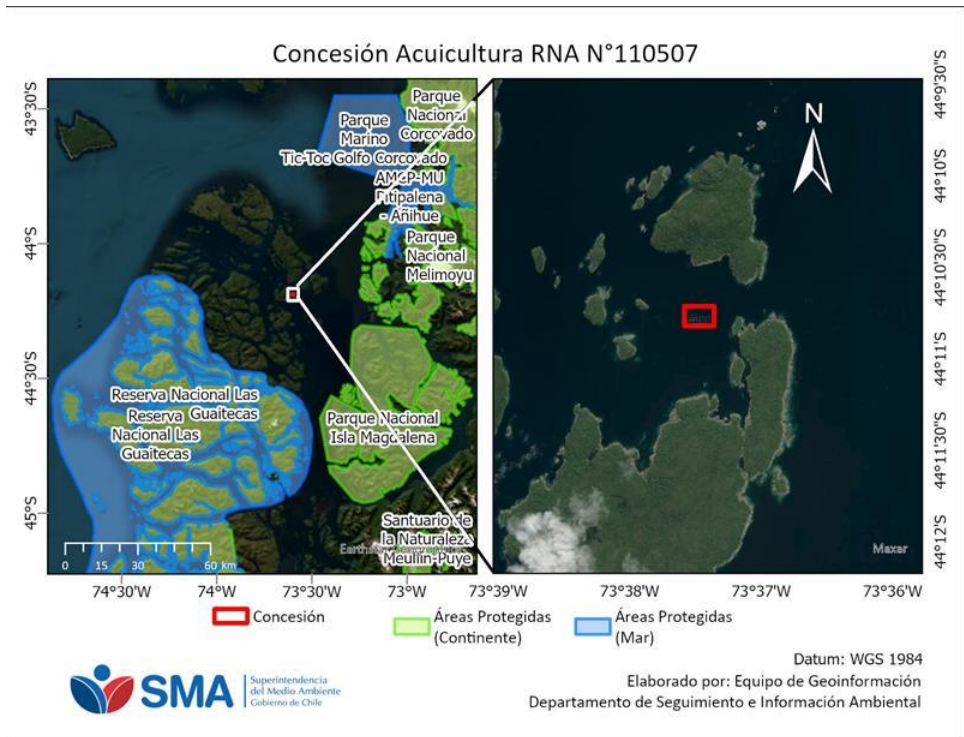 Concesión Acuicultura RNA N°110507
43°30'S
44°S
44°30'S
45°S
Parque
Nacional
Corcovado
Parque
Marino
Tic-Toc Golfo Corcovado
AMCP-MU
Pitipalena
- Añihue
Parque
Nacional
Melimoyu
Reserva Nacional Las
Guaitecas
Reserva
Nacional Las
Guaitecas
Parque Nacional
Isla Magdalena
Santuario de
la Naturaleza
Meullin-Puye
0 15 30 60 km
74°30'W 74°W 73°30'W 73°W
N
Maxar
44°9'30"S
44°10'S
44°10'30"S
44°11'S
44°11'30"S
44°12'S
73°39'W 73°38'W 73°37'W 73°36'W
Concesión
Áreas Protegidas
(Continente)
Áreas Protegidas
(Mar)
SMA
Superintendencia
del Medio Ambiente
Gobierno de Chile
Datum: WGS 1984
Elaborado por: Equipo de Geoinformación
Departamento de Seguimiento e Información Ambiental